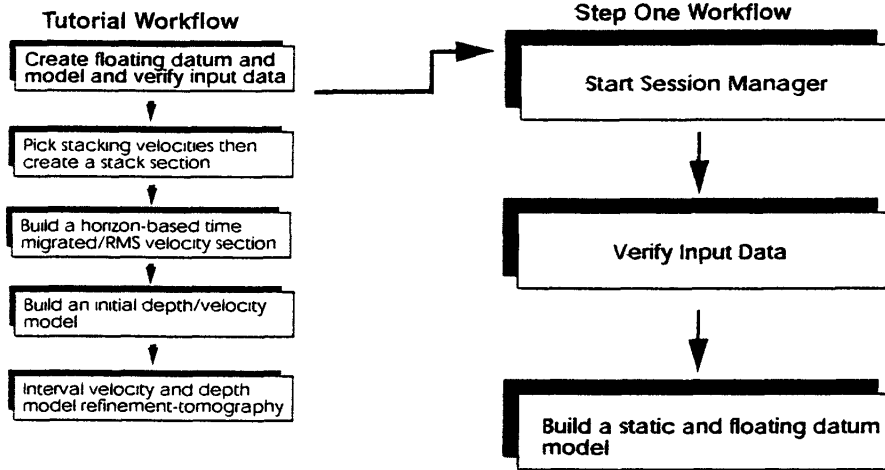 Tutorial Workflow
Create floating datum and
model and verify input data
Pick stacking velocities then
create a stack section
Build a horizon-based time
migrated/RMS velocity section
Build an initial depth/velocity
model
Interval velocity and depth
model refinement-tomography
Step One Workflow
Start Session Manager
Verify Input Data
Build a static and floating datum
model